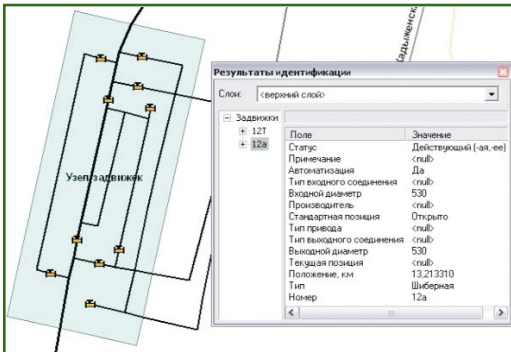 Кадыженска
Результаты идентификации
Слои: <верхний слой>
Задвижки
12Т
12а
Поле Значение
Статус Действующий (-ая,-ее)
Примечание <null>
Автоматизация Да
Тип входного соединения <null>
Входной диаметр 530
Производитель <null>
Стандартная позиция Открыто
Тип привода <null>
Тип выходного соединения <null>
Выходной диаметр 530
Текущая позиция <null>
Положение, км 13,213310
Тип Шиберная
Номер 12а
Узел задвижек